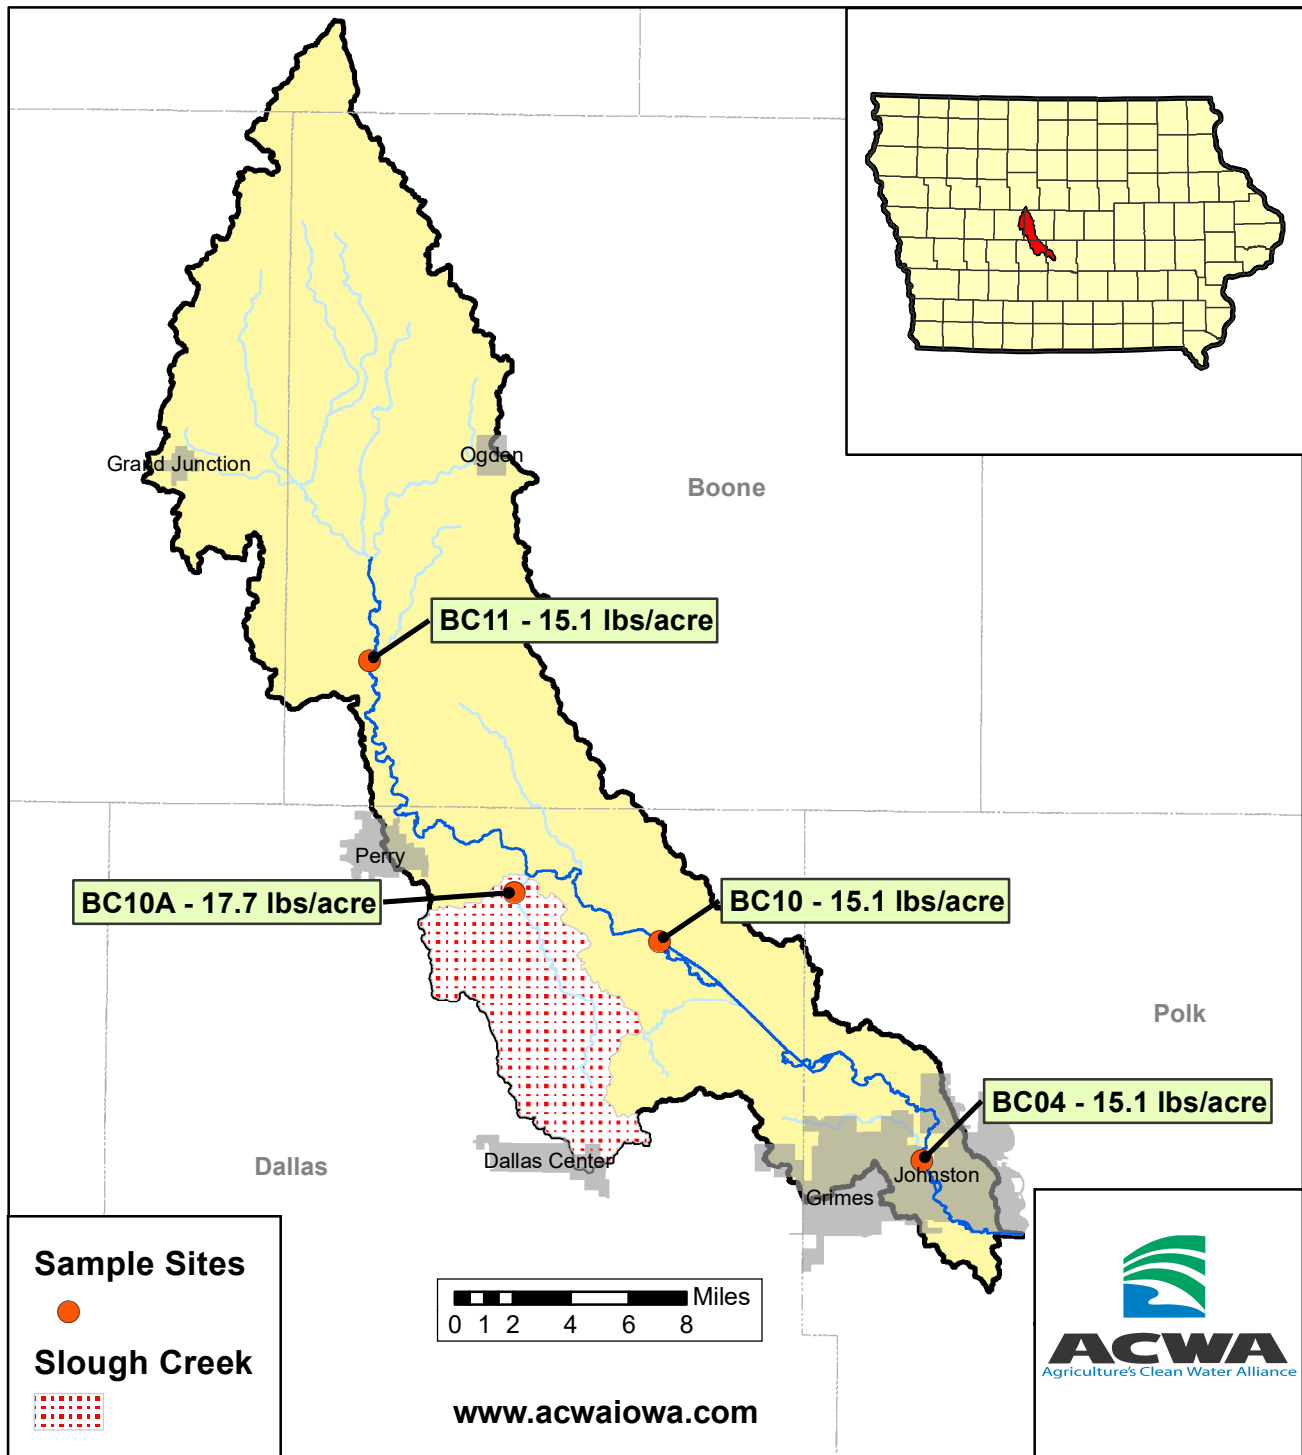 Grand Junction
Ogden
Boone
BC11 - 15.1 lbs/acre
Perry
BC10A - 17.7 lbs/acre
BC10 - 15.1 lbs/acre
Polk
BC04 - 15.1 lbs/acre
Dallas
Dallas Center
Johnston
Grimes
Sample Sites
Slough Creek
Miles
0 1 2 4 6 8
www.acwaiowa.com
ACWA
Agriculture's Clean Water Alliance